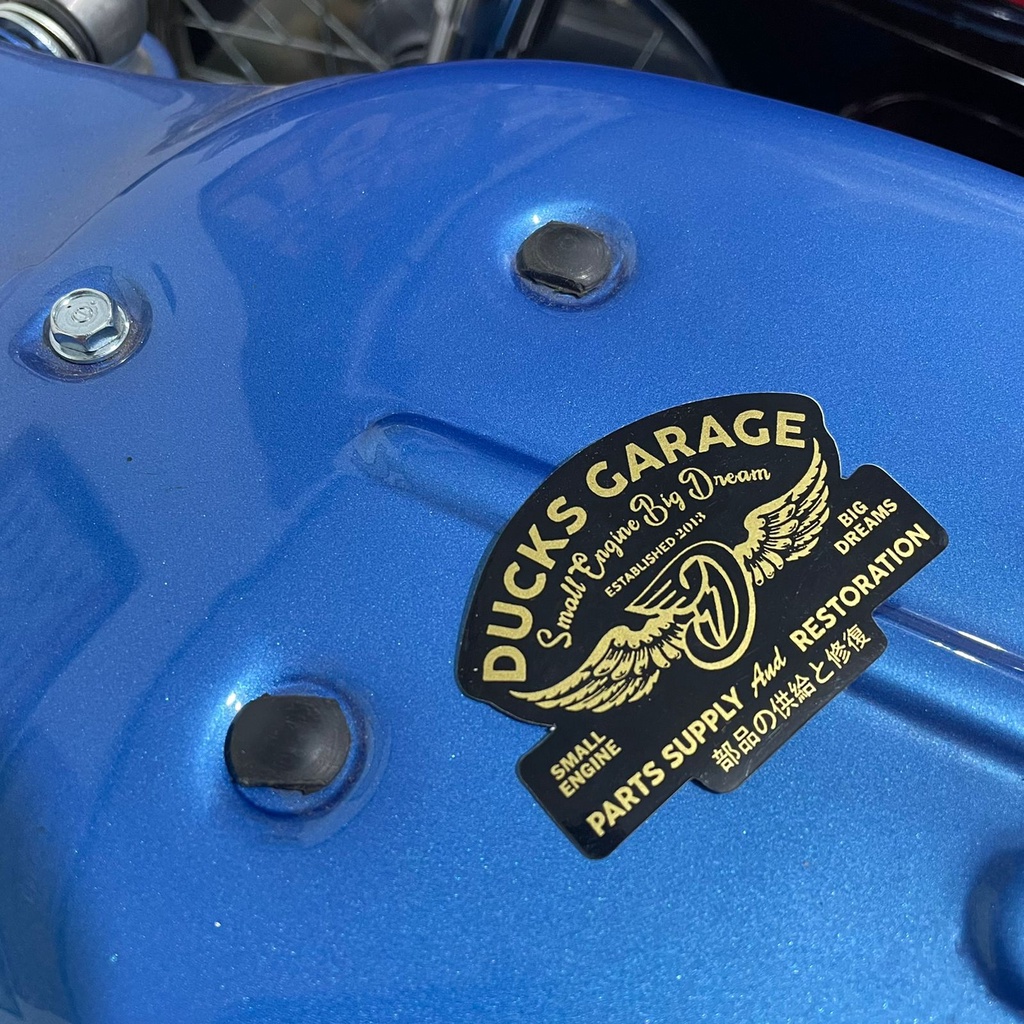 DUCKS GARAGE
Small Engine Big Dream
ESTABLISHED 2013
SMALL
ENGINE
BIG
DREAMS
PARTS SUPPLY And RESTORATION
部品の供給と修復